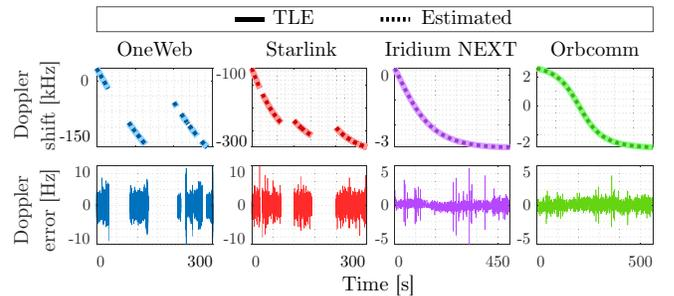 TLE Estimated
OneWeb Starlink Iridium NEXT Orbcomm
Doppler
shift [kHz]
0
-150
-100
-300
0
-3
2
0
-2
Doppler
error [Hz]
10
0
-10
10
0
-10
5
0
-5
5
0
-5
0 300 0 300 0 450 0 500
Time [s]